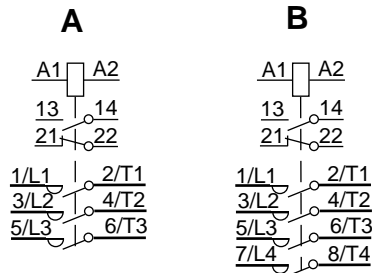 A B
A1 A2 A1 A2
13 14 13 14
21 22 21 22
1/L1 2/T1 1/L1 2/T1
3/L2 4/T2 3/L2 4/T2
5/L3 6/T3 5/L3 6/T3
7/L4 8/T4